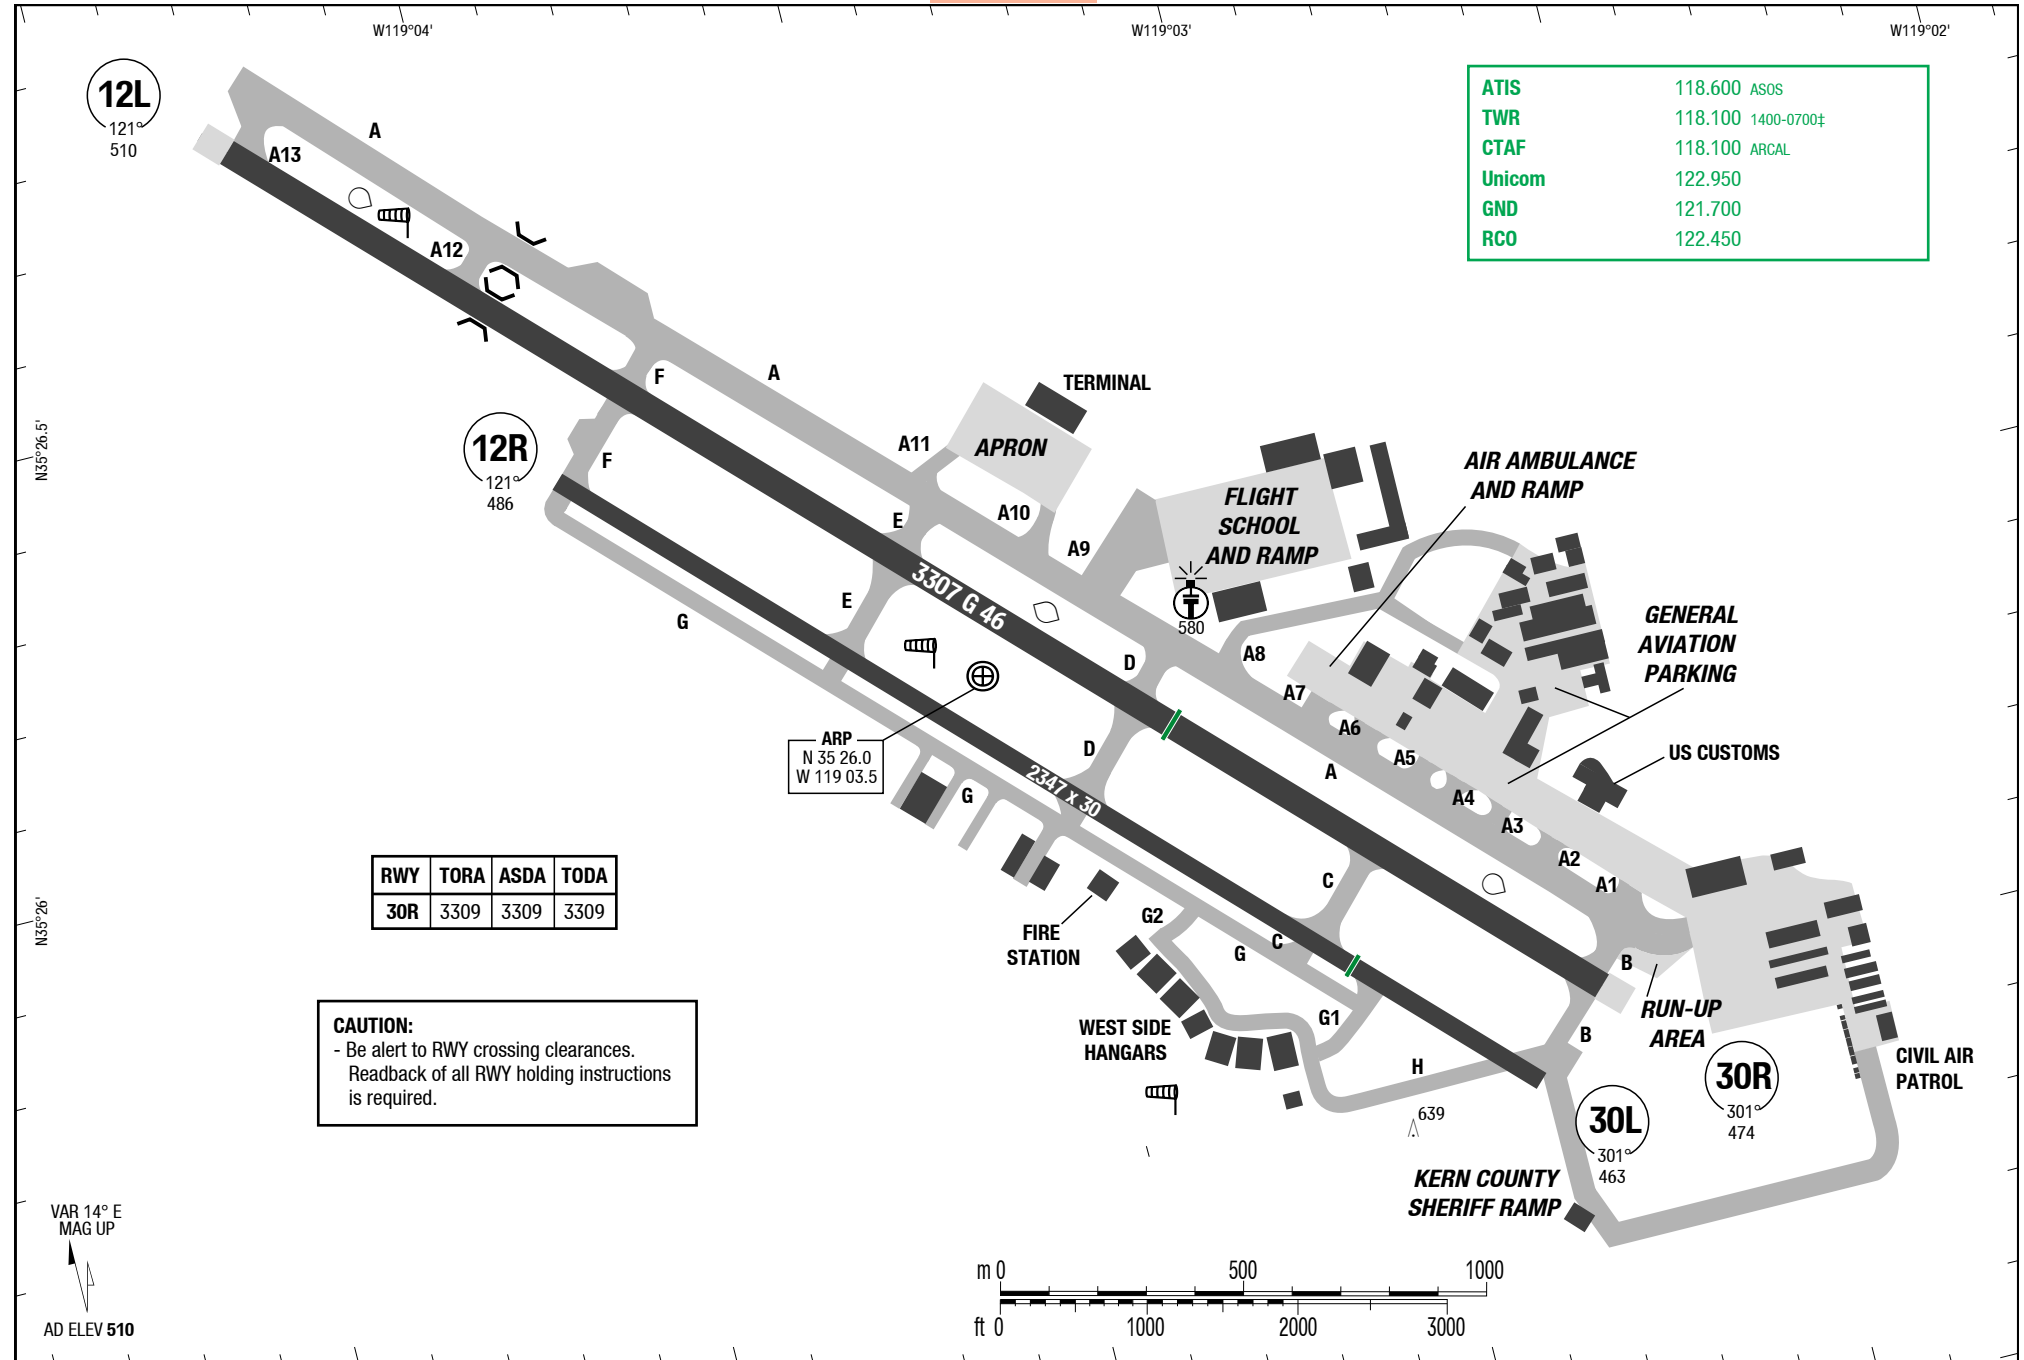 W119°04'
W119°03'
W119°02'
12L
121°
510
ATIS 118.600 ASOS
TWR 118.100 1400-0700‡
CTAF 118.100 ARCAL
Unicom 122.950
GND 121.700
RCO 122.450
A
A13
A12
F
A
TERMINAL
N35°26.5'
12R
121°
486
F
A11
APRON
AIR AMBULANCE
AND RAMP
FLIGHT
SCHOOL
AND RAMP
E
A10
A9
3307 G 46
E
G
580
GENERAL
AVIATION
PARKING
D
A8
A7
A6
A5
A4
A3
A2
A1
ARP
N 35 26.0
W 119 03.5
D
A
US CUSTOMS
2347 x 30
G
C
RWY TORA ASDA TODA
30R 3309 3309 3309
N35°26'
G2
FIRE
STATION
G
C
B
RUN-UP
AREA
CAUTION:
- Be alert to RWY crossing clearances.
Readback of all RWY holding instructions
is required.
WEST SIDE
HANGARS
G1
B
H
CIVIL AIR
PATROL
30R
301°
474
30L
301°
463
639
KERN COUNTY
SHERIFF RAMP
VAR 14° E
MAG UP
AD ELEV 510
m 0 500 1000
ft 0 1000 2000 3000